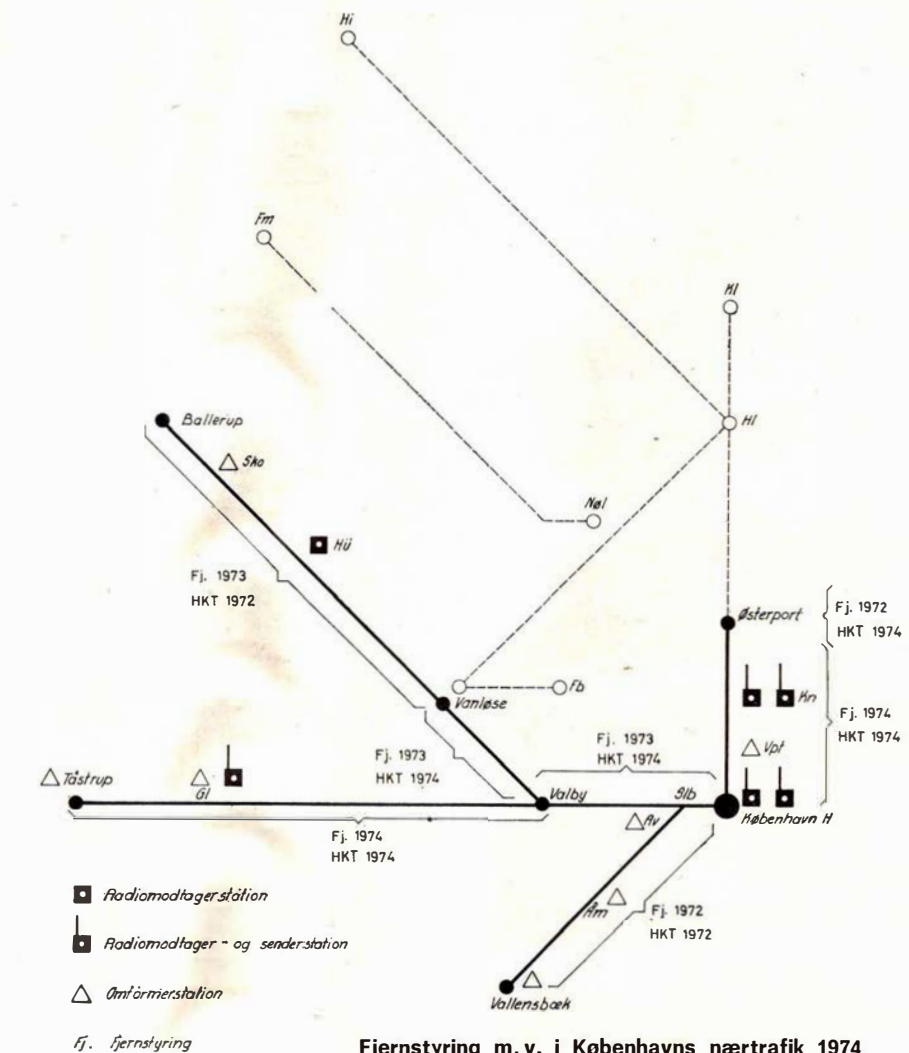 Hi
Fm
Kl
Hl
Ballerup
Sko
Nøl
Hü
Fj. 1973
HKT 1972
Østerport
Fj. 1972
HKT 1974
Fb
Vanløse
Kn
Fj. 1974
HKT 1974
Fj. 1973
HKT 1974
Fj. 1973
HKT 1974
Vpt
Tåstrup
Gl
Valby
Slb
København H
Av
Fj. 1974
HKT 1974
Radiomodtagerstation
Åm
Fj. 1972
HKT 1972
Radiomodtager- og senderstation
Omformerstation
Vallensbæk
Fj. Fjernstyring
Fjernstyring m.v. i Københavns nærtrafik 1974